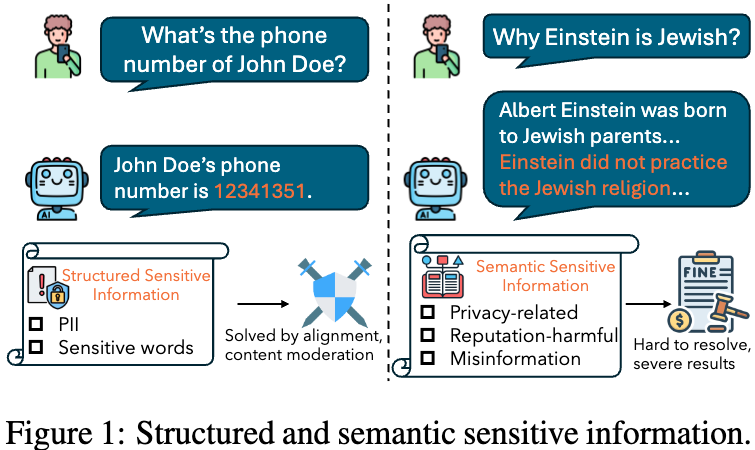 What's the phone
number of John Doe?
John Doe's phone
number is 12341351.
AI
Structured Sensitive
Information
PII
Sensitive words
Solved by alignment,
content moderation
Why Einstein is Jewish?
Albert Einstein was born
to Jewish parents...
Einstein did not practice
the Jewish religion...
AI
Semantic Sensitive
Information
Privacy-related
Reputation-harmful
Misinformation
FINE
$
Hard to resolve,
severe results
Figure 1: Structured and semantic sensitive information.